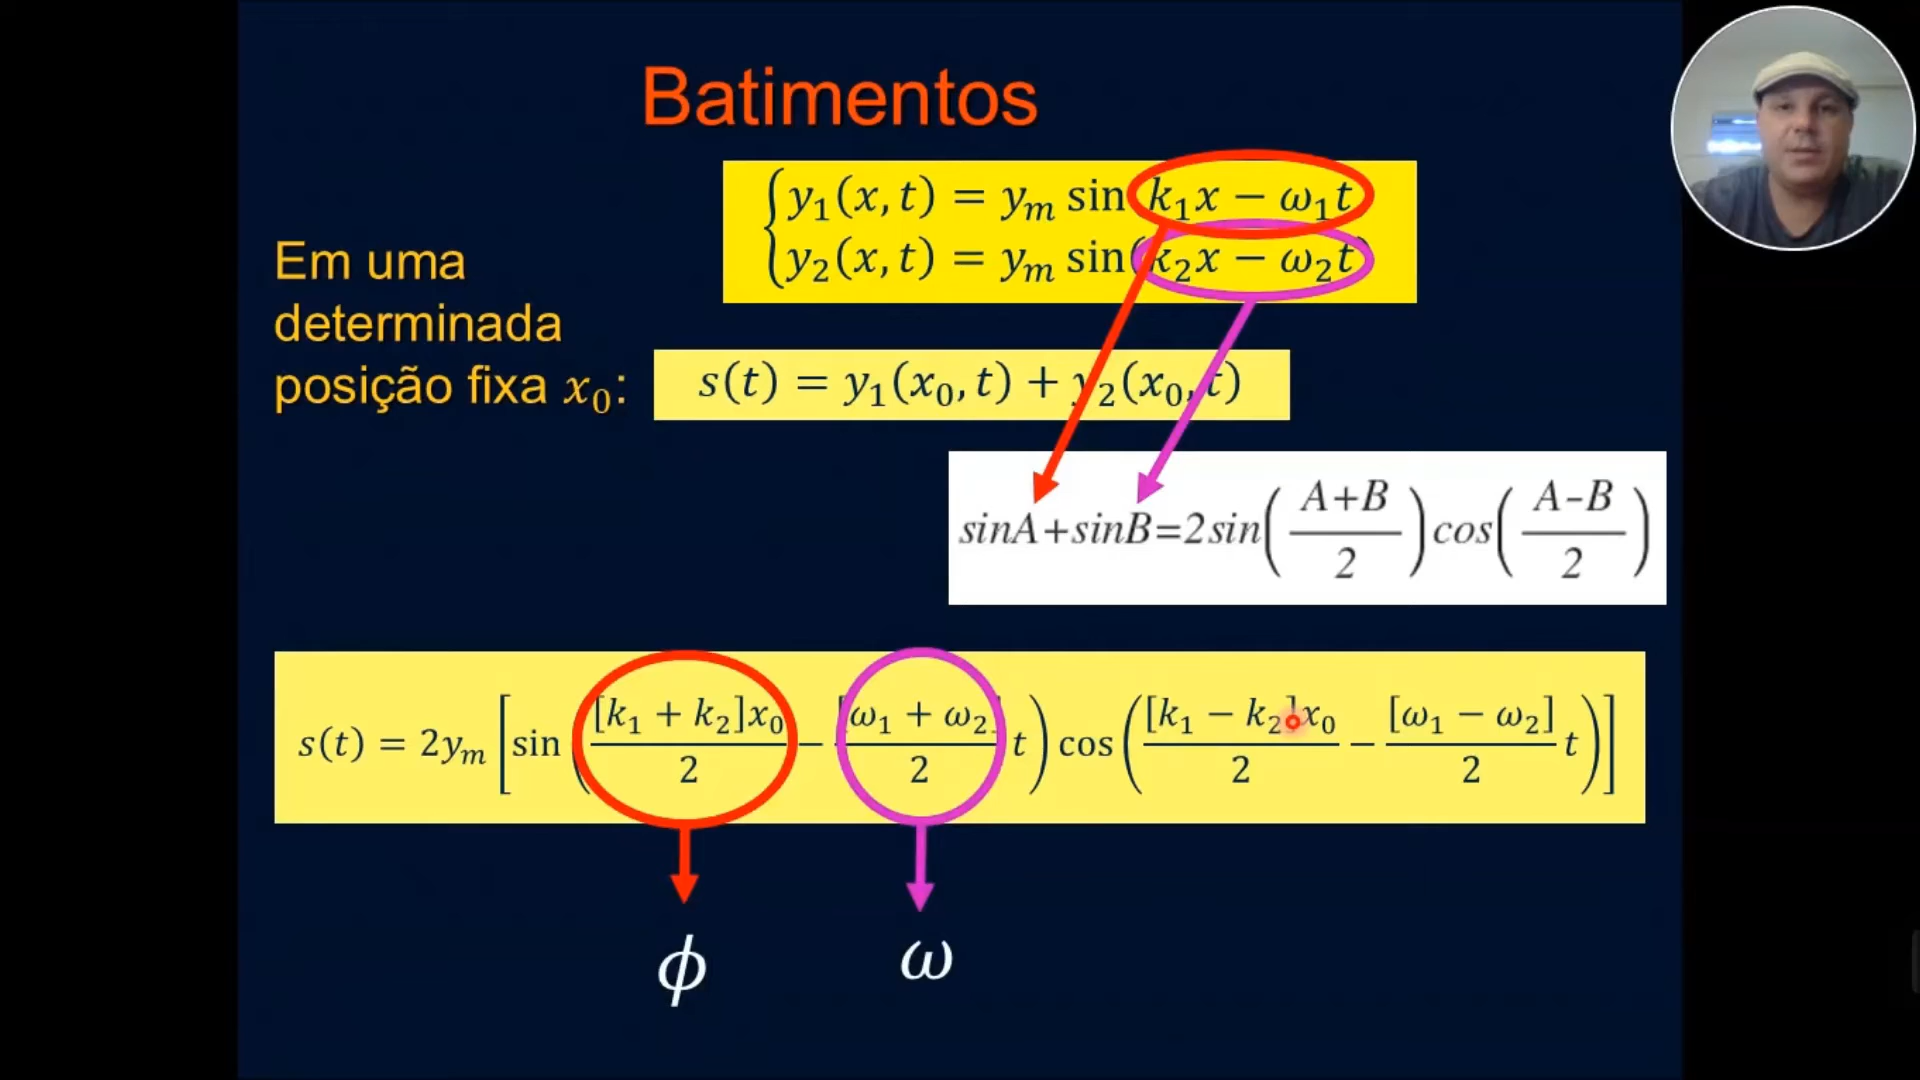 Batimentos
y₁(x, t) = yₘ sin(k₁x − ω₁t
y₂(x, t) = yₘ sin(k₂x − ω₂t)
Em uma
determinada
posição fixa x₀:
s(t) = y₁(x₀, t) + y₂(x₀, t)
sinA+sinB=2sin((A+B)/2)cos((A-B)/2)
s(t) = 2yₘ [sin([k₁ + k₂]x₀/2 − [ω₁ + ω₂]/2 t) cos([k₁ − k₂]x₀/2 − [ω₁ − ω₂]/2 t)]
ϕ ω